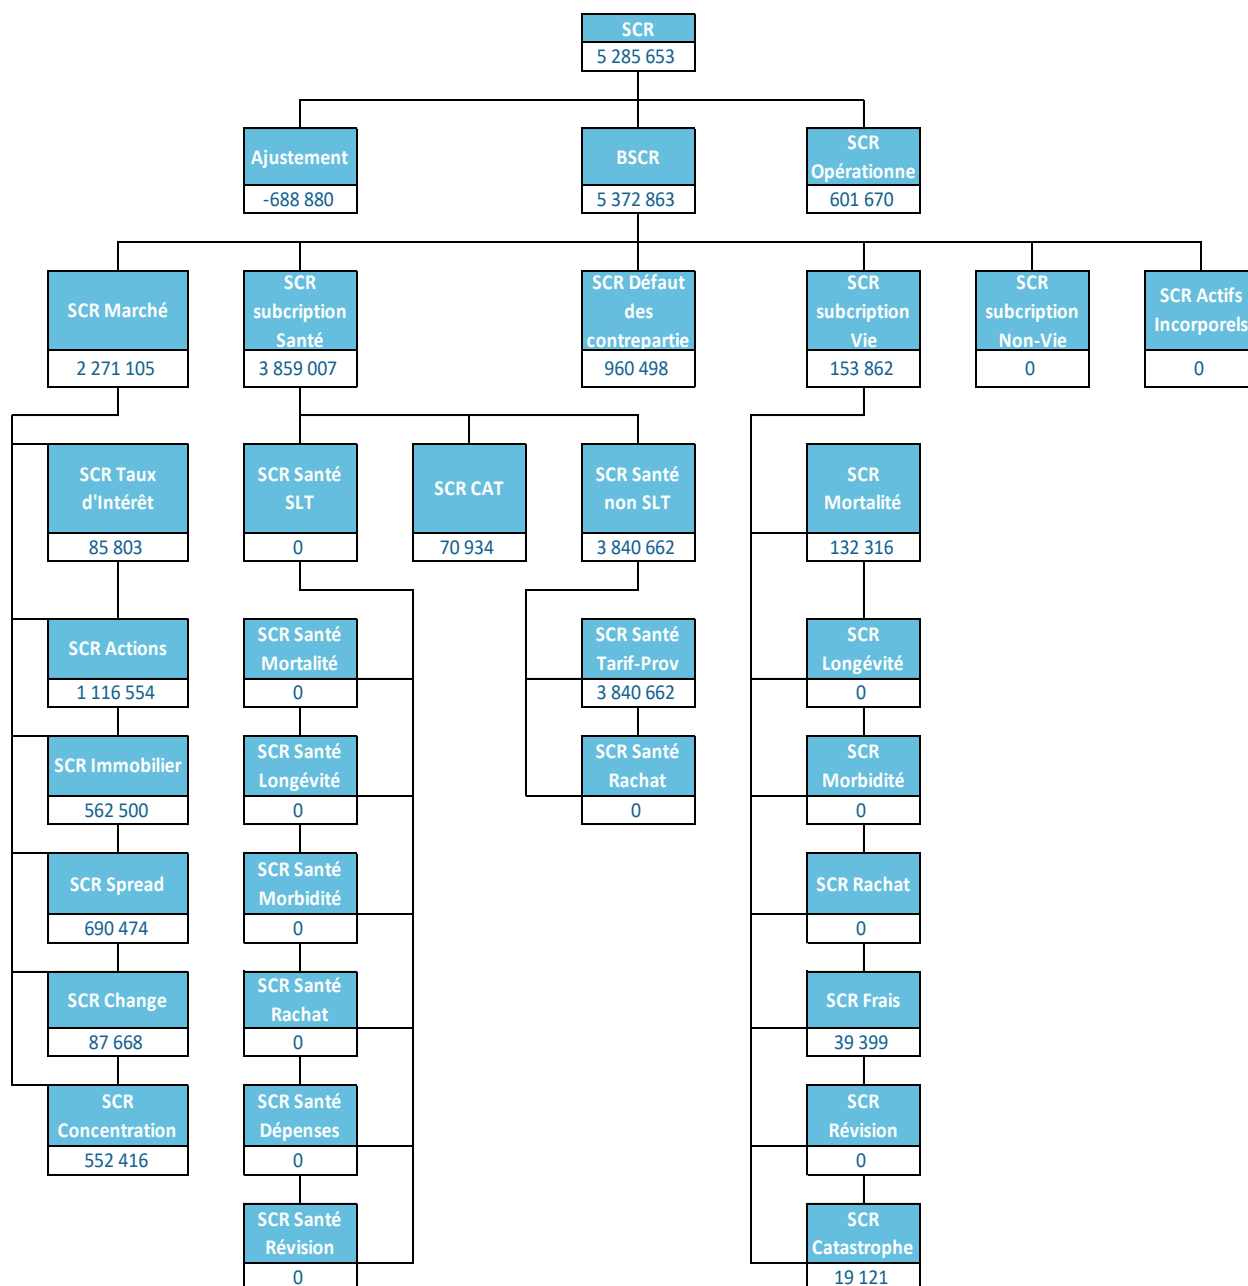 SCR
5 285 653
Ajustement
-688 880
BSCR
5 372 863
SCR
Opérationne
601 670
SCR Marché
2 271 105
SCR
subcription
Santé
3 859 007
SCR Défaut
des
contrepartie
960 498
SCR
subcription
Vie
153 862
SCR
subcription
Non-Vie
0
SCR Actifs
Incorporels
0
SCR Taux
d'Intérêt
85 803
SCR Santé
SLT
0
SCR CAT
70 934
SCR Santé
non SLT
3 840 662
SCR
Mortalité
132 316
SCR Actions
1 116 554
SCR Santé
Mortalité
0
SCR Santé
Tarif-Prov
3 840 662
SCR
Longévité
0
SCR Immobilier
562 500
SCR Santé
Longévité
0
SCR Santé
Rachat
0
SCR
Morbidité
0
SCR Spread
690 474
SCR Santé
Morbidité
0
SCR Rachat
0
SCR Change
87 668
SCR Santé
Rachat
0
SCR Frais
39 399
SCR
Concentration
552 416
SCR Santé
Dépenses
0
SCR
Révision
0
SCR Santé
Révision
0
SCR
Catastrophe
19 121